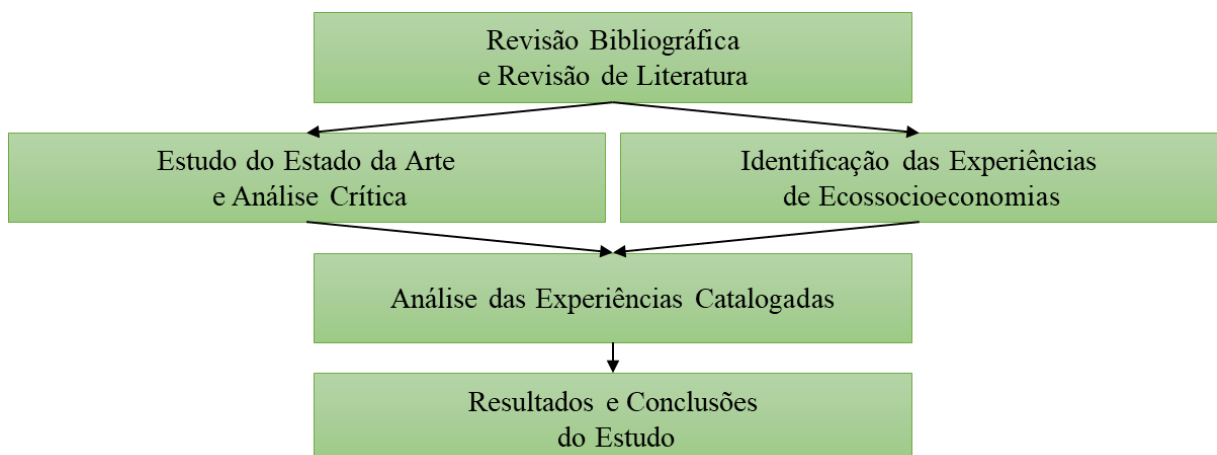 Revisão Bibliográfica
e Revisão de Literatura
Estudo do Estado da Arte
e Análise Crítica
Identificação das Experiências
de Ecossocioeconomias
Análise das Experiências Catalogadas
Resultados e Conclusões
do Estudo